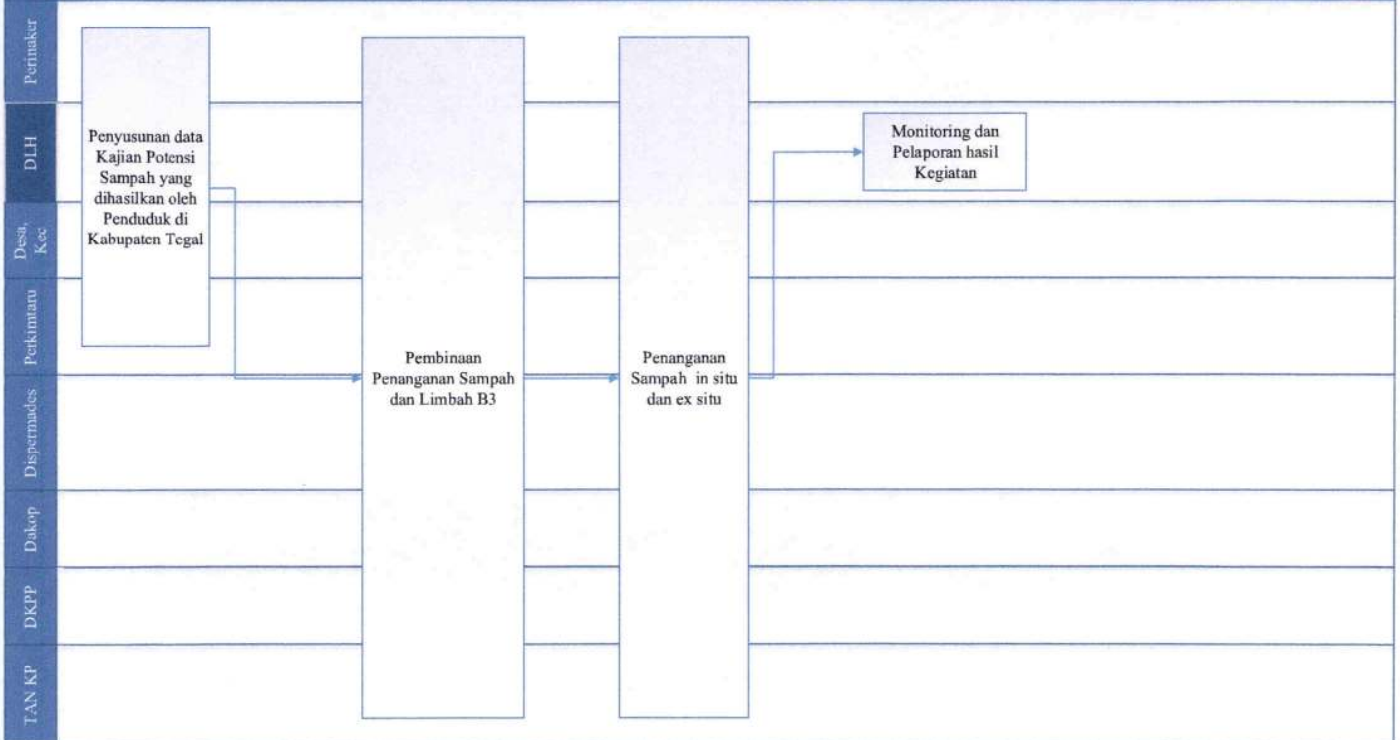 Perinaker
DLH
Desa,
Kec
Perkimtaru
Dispermades
Dakop
DKPP
TAN KP
Penyusunan data
Kajian Potensi
Sampah yang
dihasilkan oleh
Penduduk di
Kabupaten Tegal
Pembinaan
Penanganan Sampah
dan Limbah B3
Penanganan
Sampah in situ
dan ex situ
Monitoring dan
Pelaporan hasil
Kegiatan